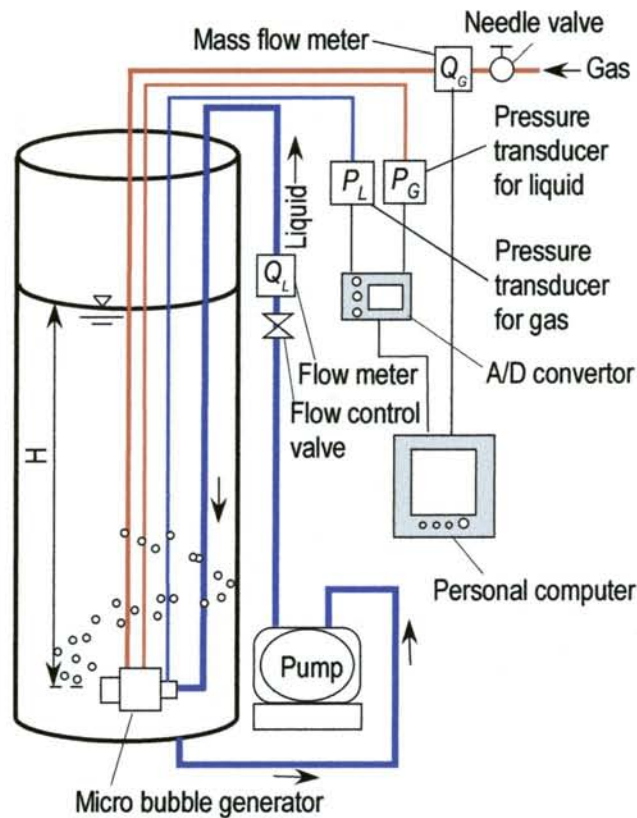 Needle valve
Mass flow meter
Q_G
Gas
Pressure
transducer
for liquid
P_L
P_G
Liquid
Q_L
Pressure
transducer
for gas
A/D convertor
Flow meter
Flow control
valve
H
Personal computer
Pump
Micro bubble generator